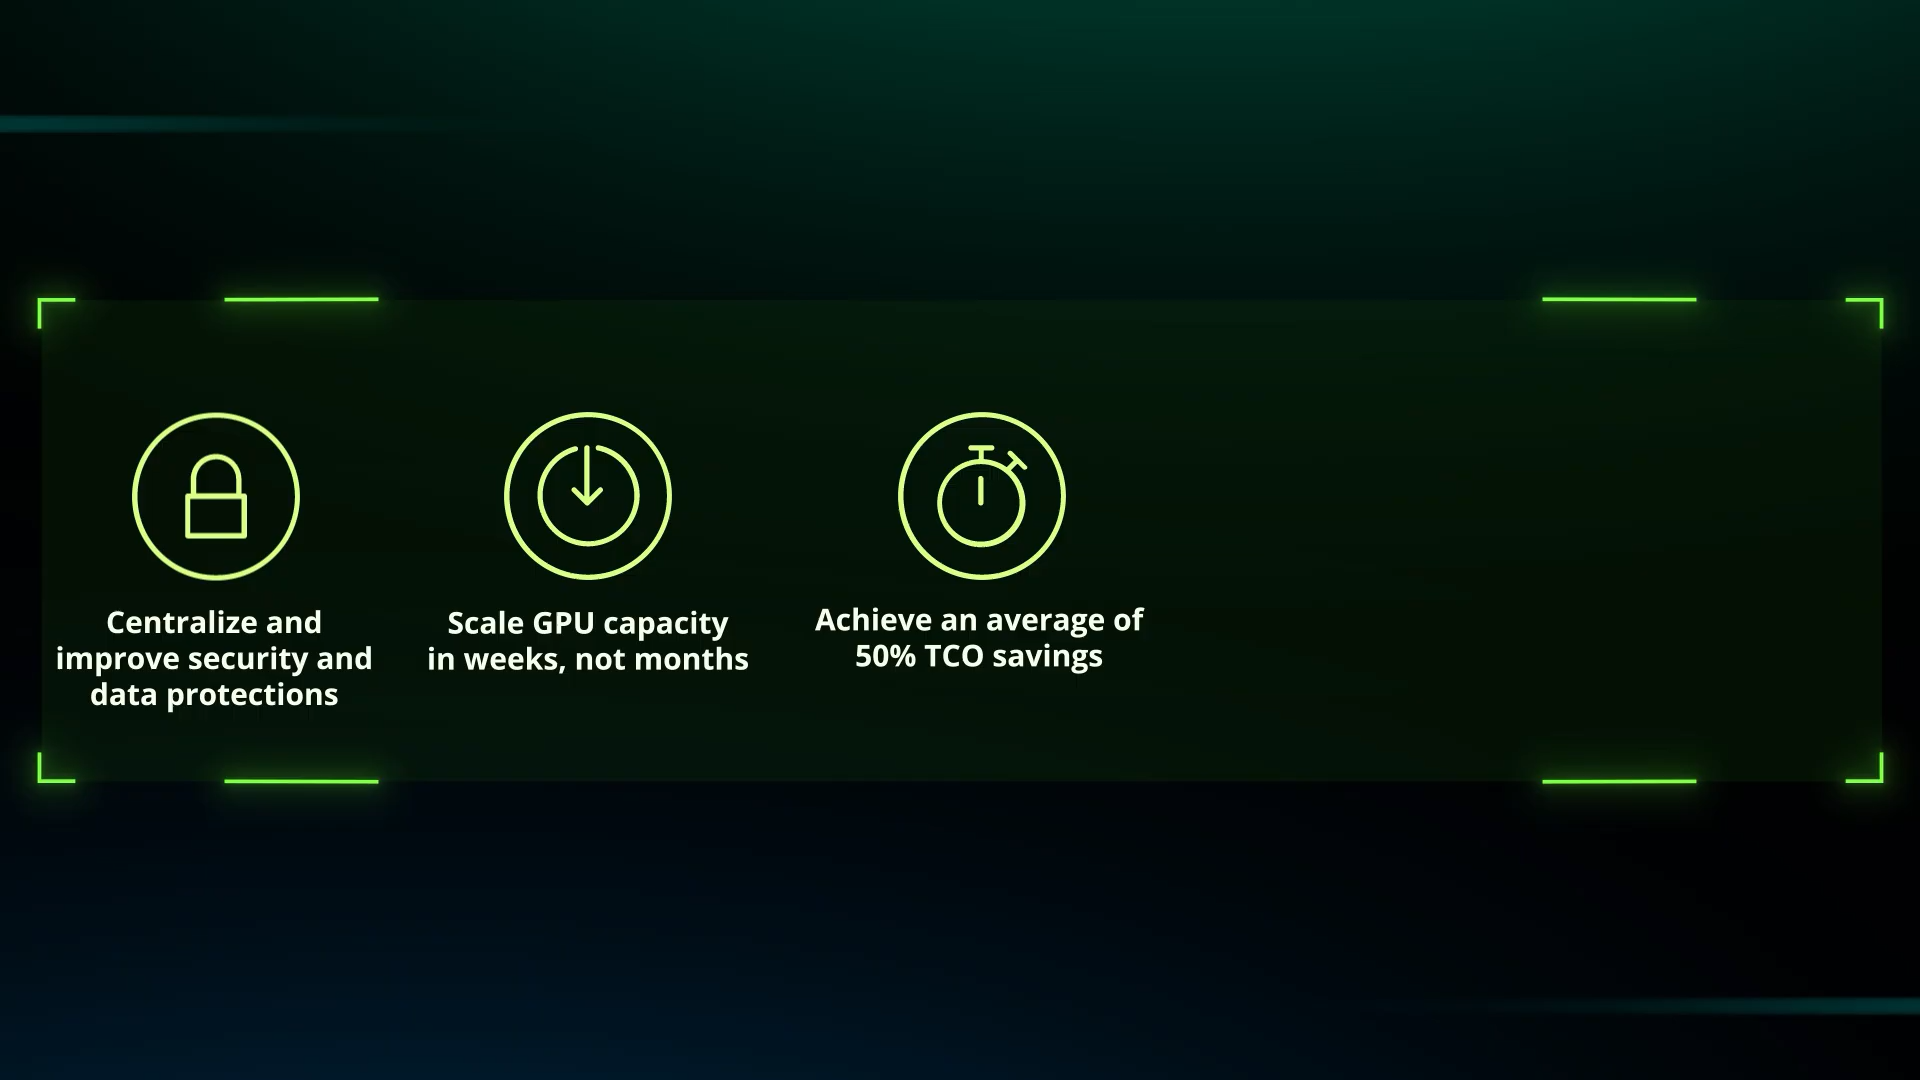 Centralize and
improve security and
data protections
Scale GPU capacity
in weeks, not months
Achieve an average of
50% TCO savings